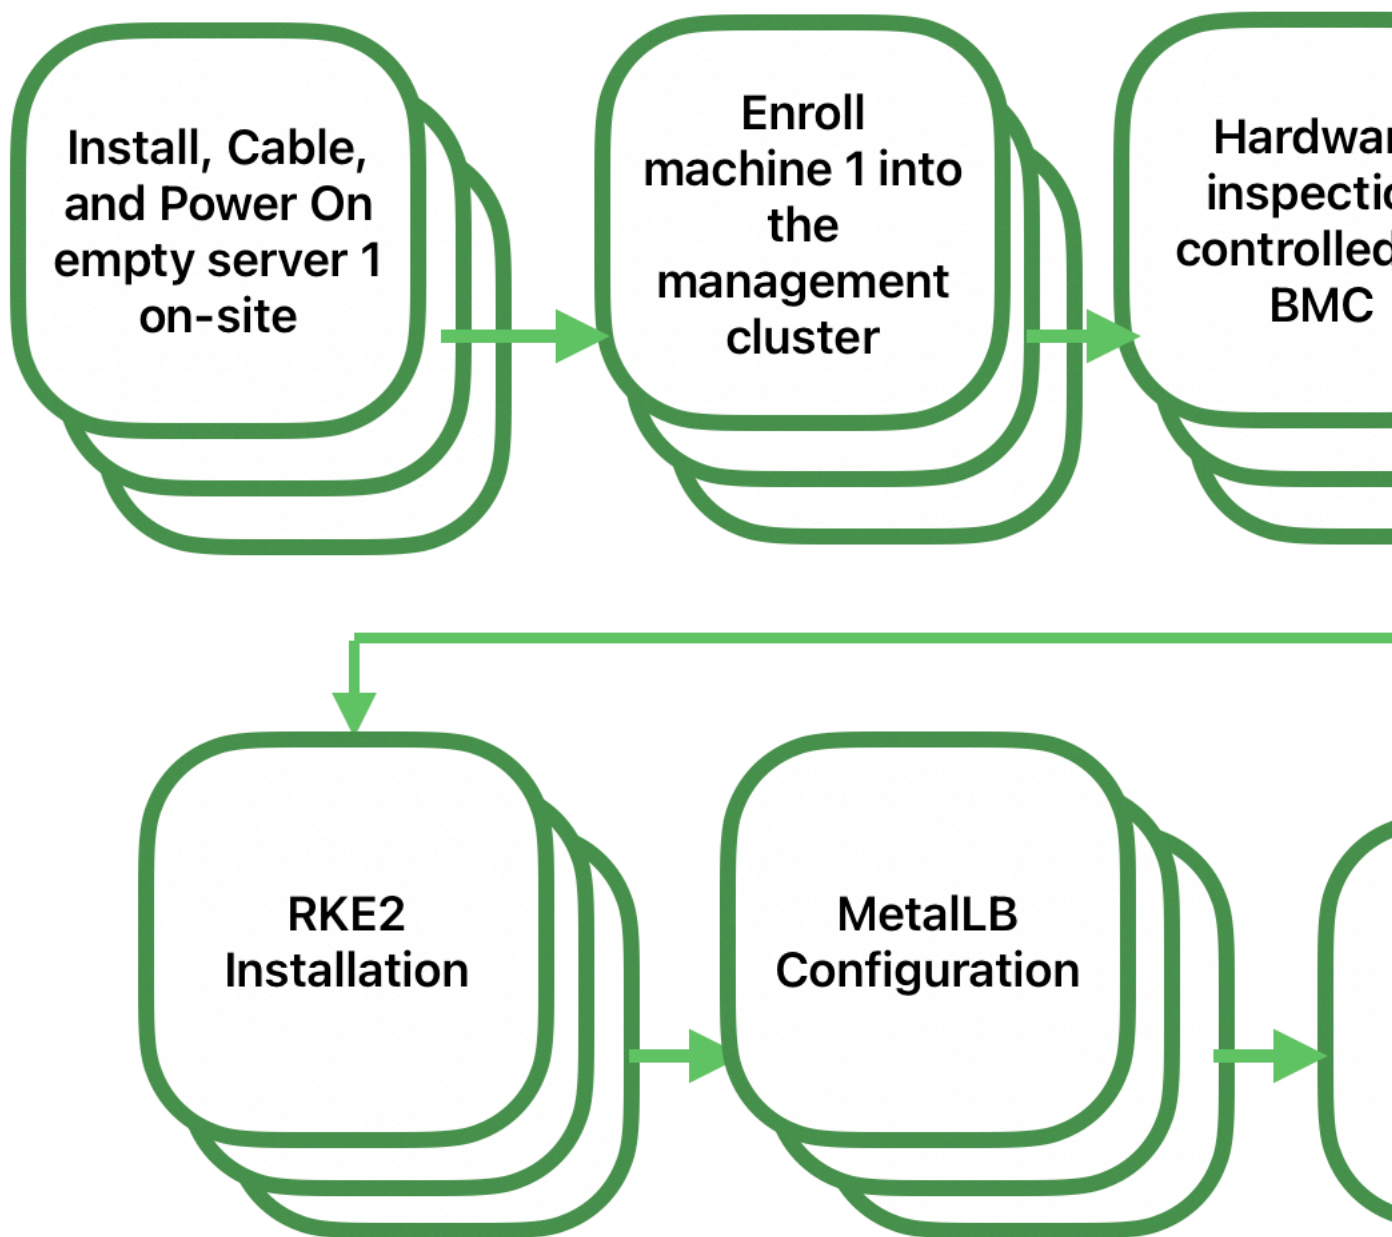 Install, Cable,
and Power On
empty server 1
on-site
Enroll
machine 1 into
the
management
cluster
controlled
BMC
RKE2
Installation
MetalLB
Configuration